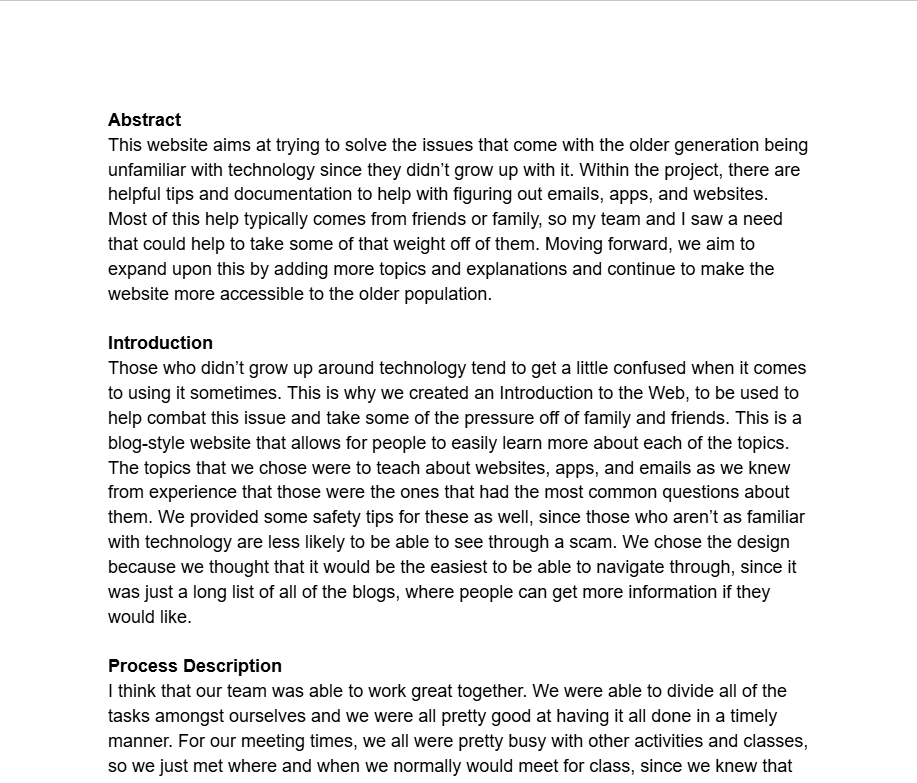 Abstract
This website aims at trying to solve the issues that come with the older generation being
unfamiliar with technology since they didn’t grow up with it. Within the project, there are
helpful tips and documentation to help with figuring out emails, apps, and websites.
Most of this help typically comes from friends or family, so my team and I saw a need
that could help to take some of that weight off of them. Moving forward, we aim to
expand upon this by adding more topics and explanations and continue to make the
website more accessible to the older population.
Introduction
Those who didn’t grow up around technology tend to get a little confused when it comes
to using it sometimes. This is why we created an Introduction to the Web, to be used to
help combat this issue and take some of the pressure off of family and friends. This is a
blog-style website that allows for people to easily learn more about each of the topics.
The topics that we chose were to teach about websites, apps, and emails as we knew
from experience that those were the ones that had the most common questions about
them. We provided some safety tips for these as well, since those who aren’t as familiar
with technology are less likely to be able to see through a scam. We chose the design
because we thought that it would be the easiest to be able to navigate through, since it
was just a long list of all of the blogs, where people can get more information if they
would like.
Process Description
I think that our team was able to work great together. We were able to divide all of the
tasks amongst ourselves and we were all pretty good at having it all done in a timely
manner. For our meeting times, we all were pretty busy with other activities and classes,
so we just met where and when we normally would meet for class, since we knew that